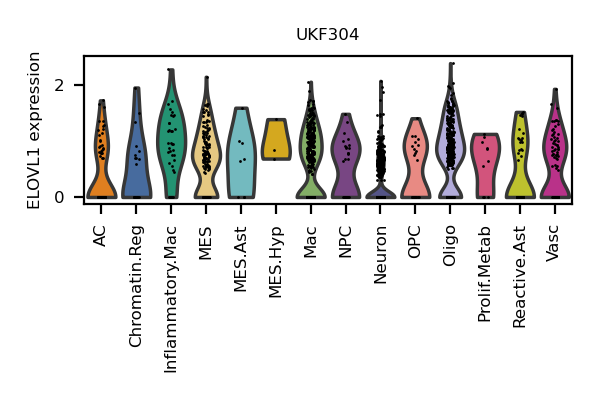 UKF304
ELOVL1 expression
2
0
AC
Chromatin.Reg
Inflammatory.Mac
MES
MES.Ast
MES.Hyp
Mac
NPC
Neuron
OPC
Oligo
Prolif.Metab
Reactive.Ast
Vasc